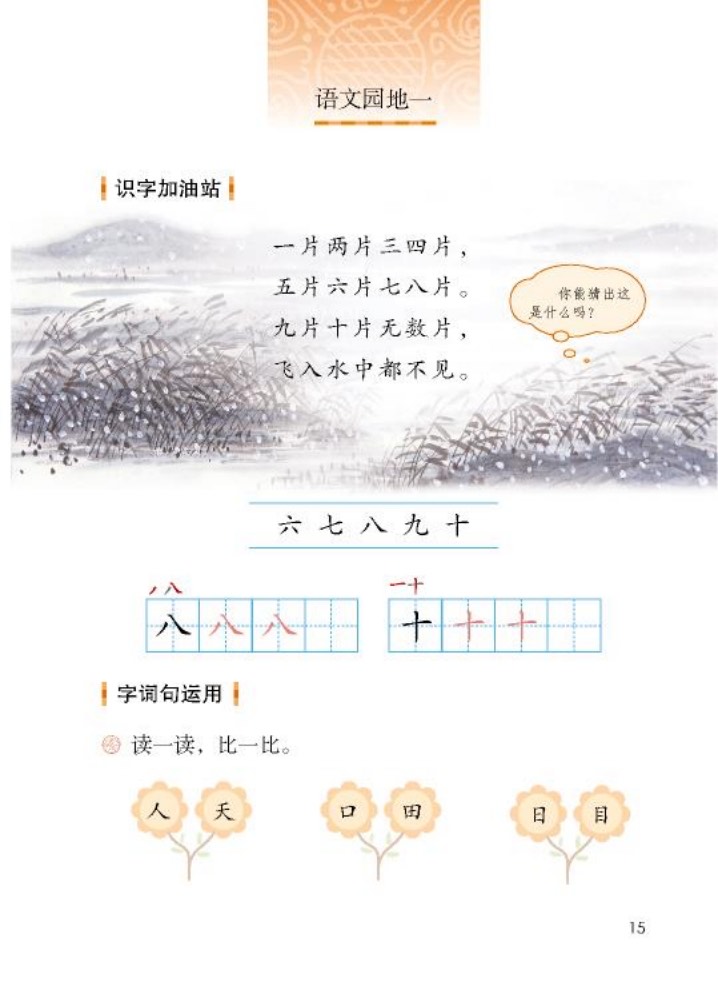 语文园地一
识字加油站
一片两片三四片，
五片六片七八片。
九片十片无数片，
飞入水中都不见。
你能猜出这
是什么吗？
六 七 八 九 十
丿 八 一 十
八 八 八 十 十 十
字词句运用
读一读，比一比。
人 天 口 田 日 目
15